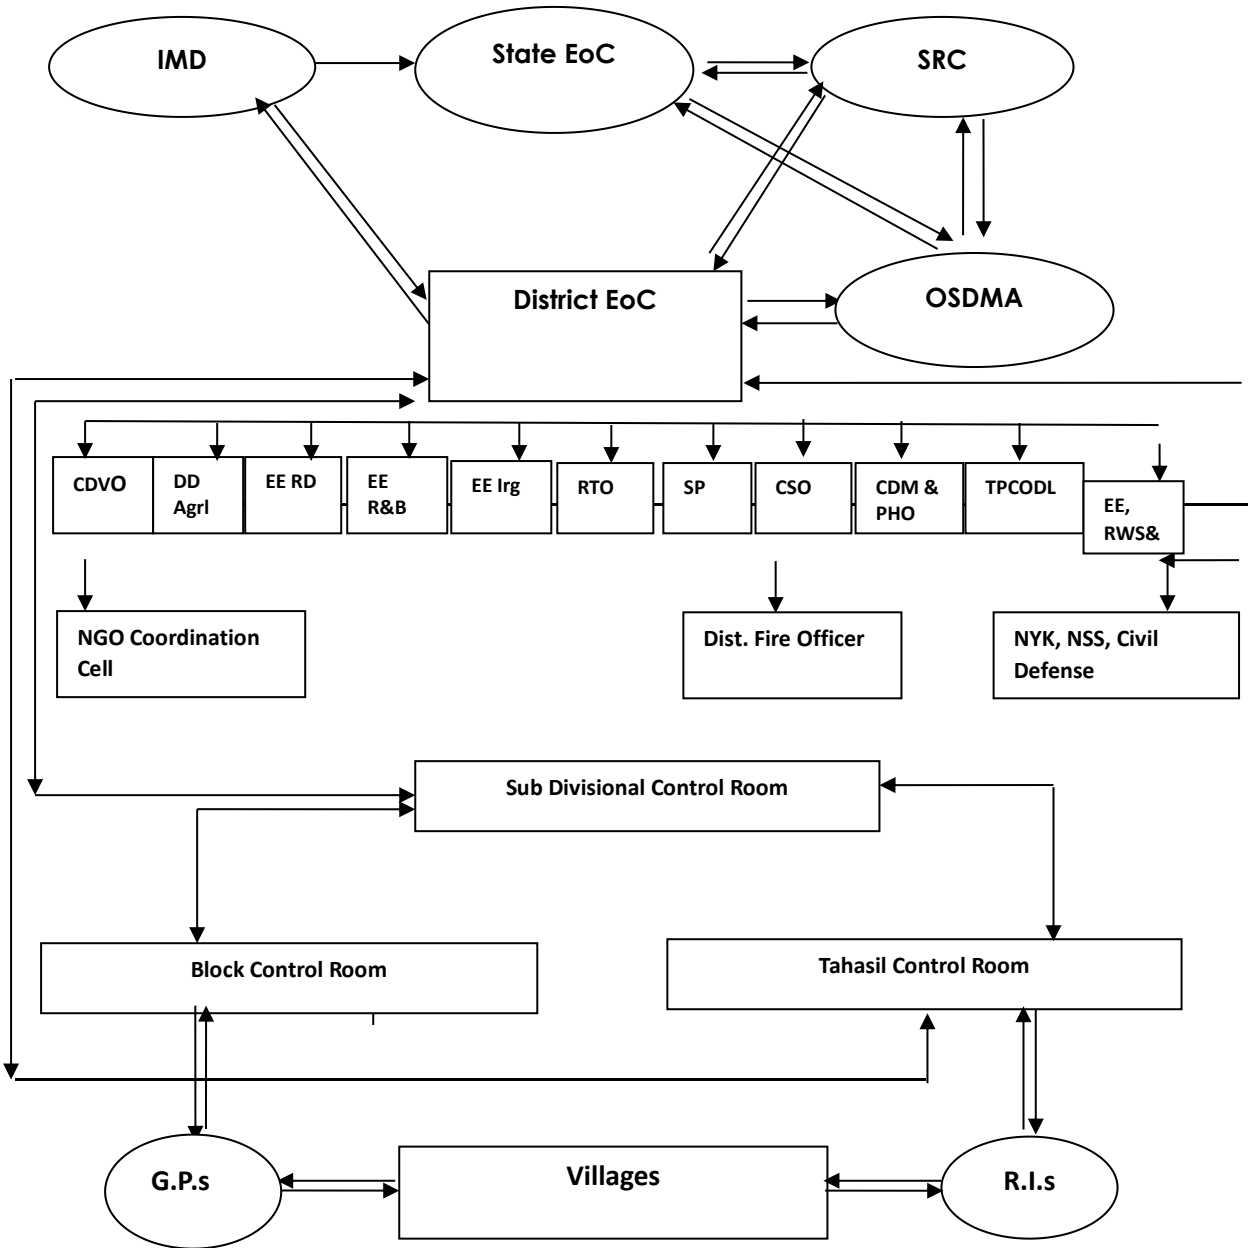 IMD
State EoC
SRC
District EoC
OSDMA
CDVO
DD
Agrl
EE RD
EE
R&B
EE Irg
RTO
SP
CSO
CDM &
PHO
TPCODL
EE,
RWS&
NGO Coordination
Cell
Dist. Fire Officer
NYK, NSS, Civil
Defense
Sub Divisional Control Room
Block Control Room
Tahasil Control Room
G.P.s
Villages
R.I.s